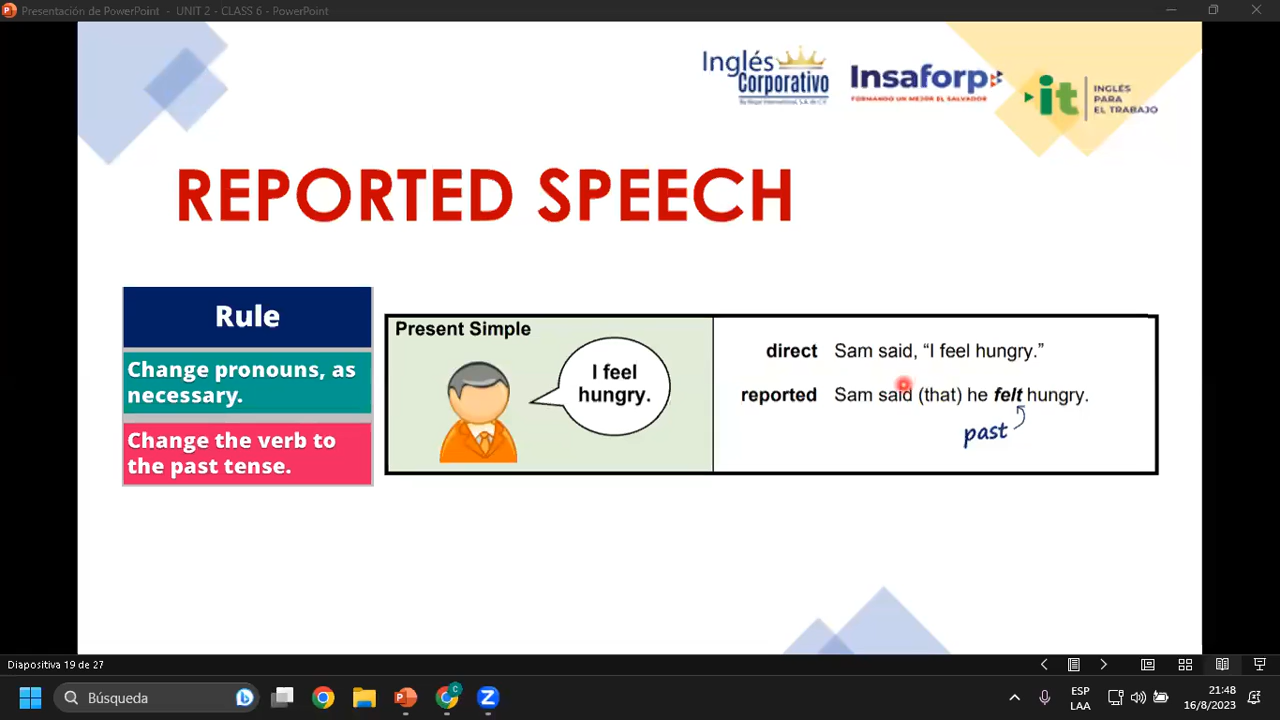 Presentación de PowerPoint - UNIT 2 - CLASS 6 - PowerPoint
Inglés
Corporativo
Insaforp
FORMANDO UN MEJOR EL SALVADOR
it
INGLÉS
PARA
EL TRABAJO
REPORTED SPEECH
Rule
Change pronouns, as
necessary.
Change the verb to
the past tense.
Present Simple
I feel
hungry.
direct Sam said, “I feel hungry.”
reported Sam said (that) he felt hungry.
past
Diapositiva 19 de 27
Búsqueda
ESP
LAA
21:48
16/8/2023